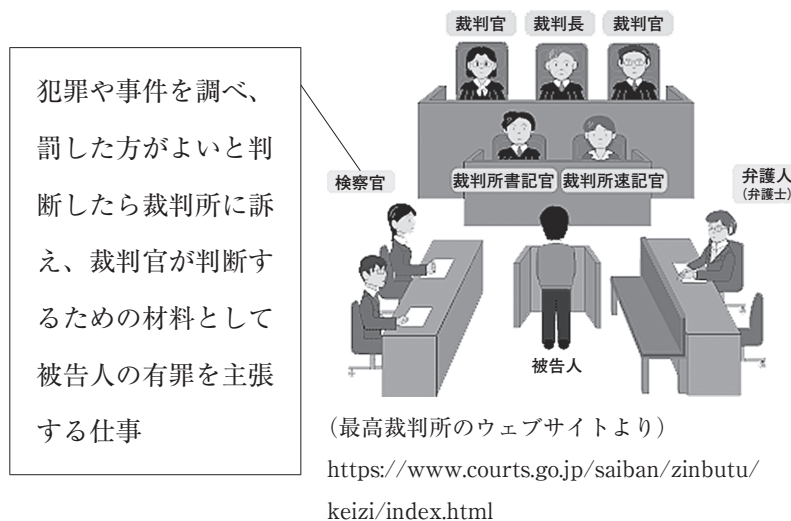 犯罪や事件を調べ、
罰した方がよいと判
断したら裁判所に訴
え、裁判官が判断す
るための材料として
被告人の有罪を主張
する仕事
裁判官 裁判長 裁判官
検察官
裁判所書記官 裁判所速記官
弁護人
(弁護士)
被告人
(最高裁判所のウェブサイトより)
https://www.courts.go.jp/saiban/zinbutu/
keizi/index.html